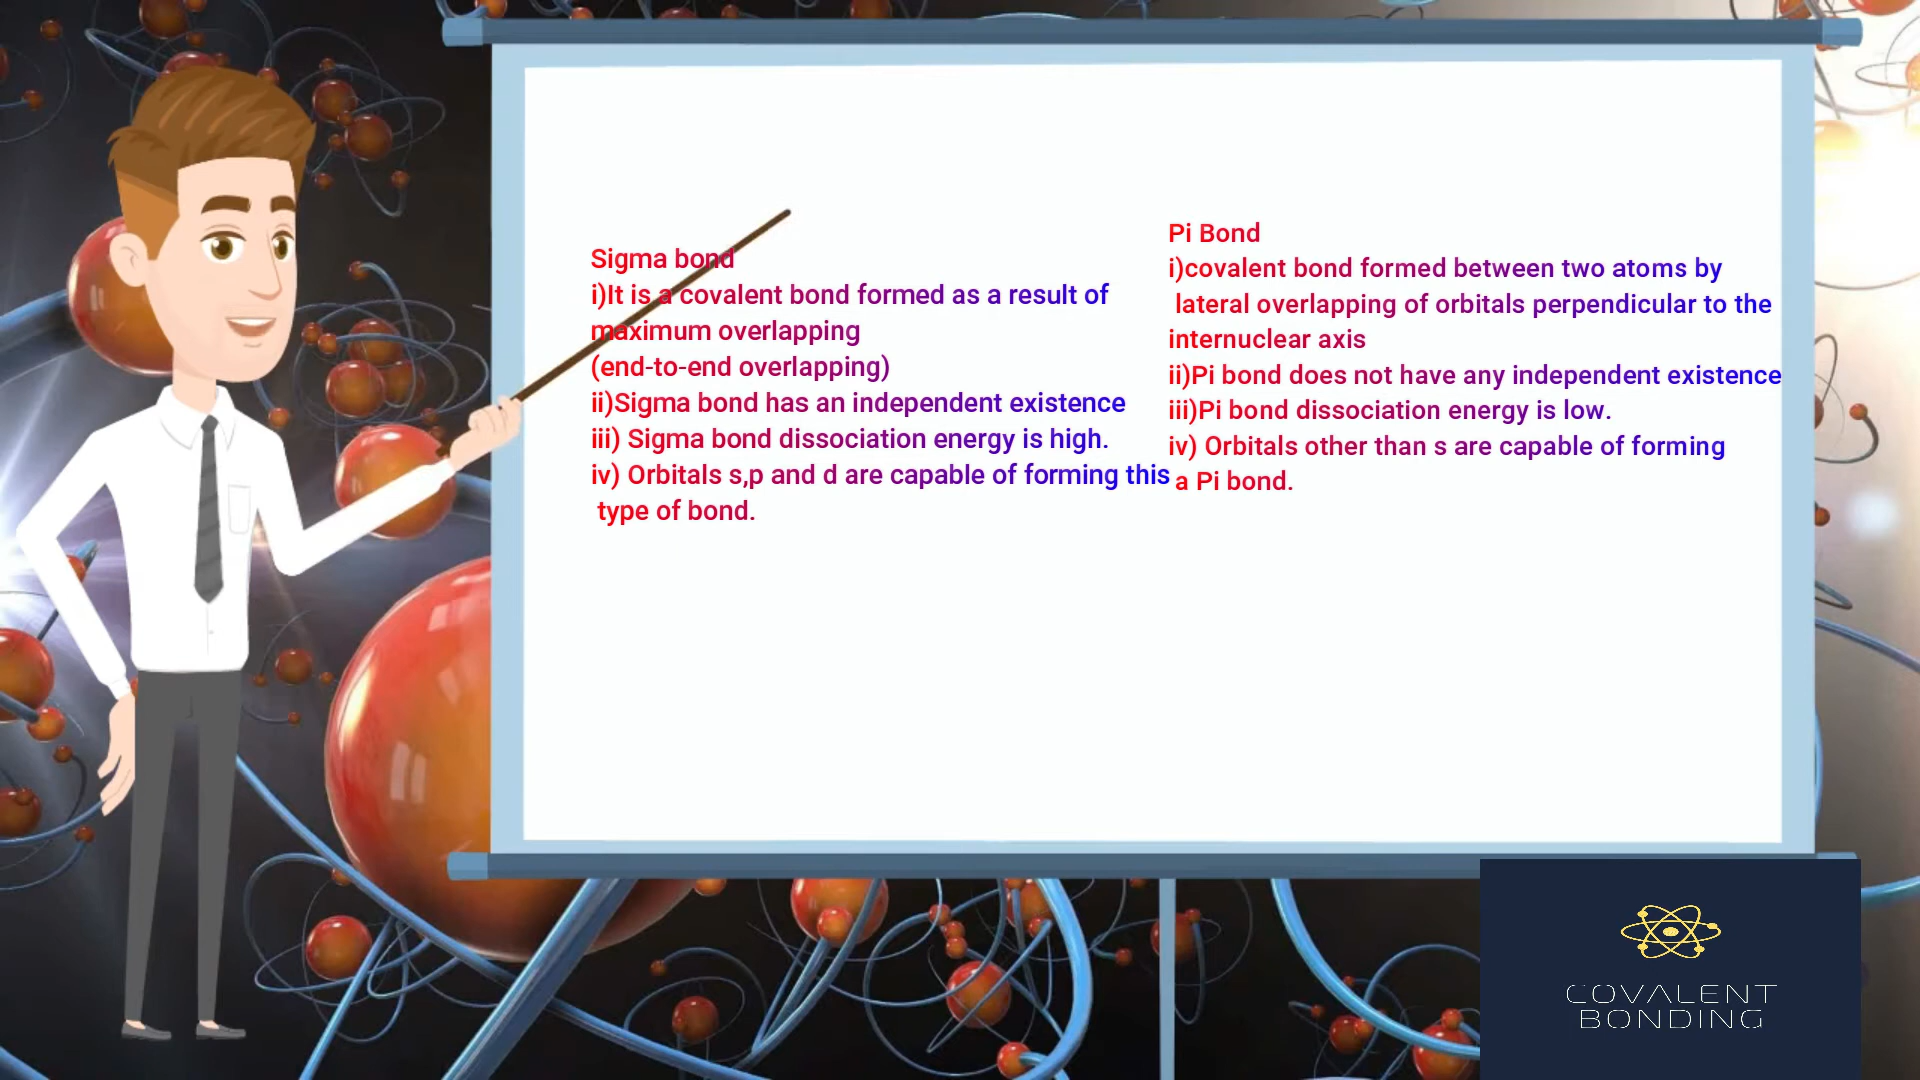 Sigma bond
i)It is a covalent bond formed as a result of
maximum overlapping
(end-to-end overlapping)
ii)Sigma bond has an independent existence
iii) Sigma bond dissociation energy is high.
iv) Orbitals s,p and d are capable of forming this
type of bond.
Pi Bond
i)covalent bond formed between two atoms by
lateral overlapping of orbitals perpendicular to the
internuclear axis
ii)Pi bond does not have any independent existence
iii)Pi bond dissociation energy is low.
iv) Orbitals other than s are capable of forming
a Pi bond.
COVALENT
BONDING